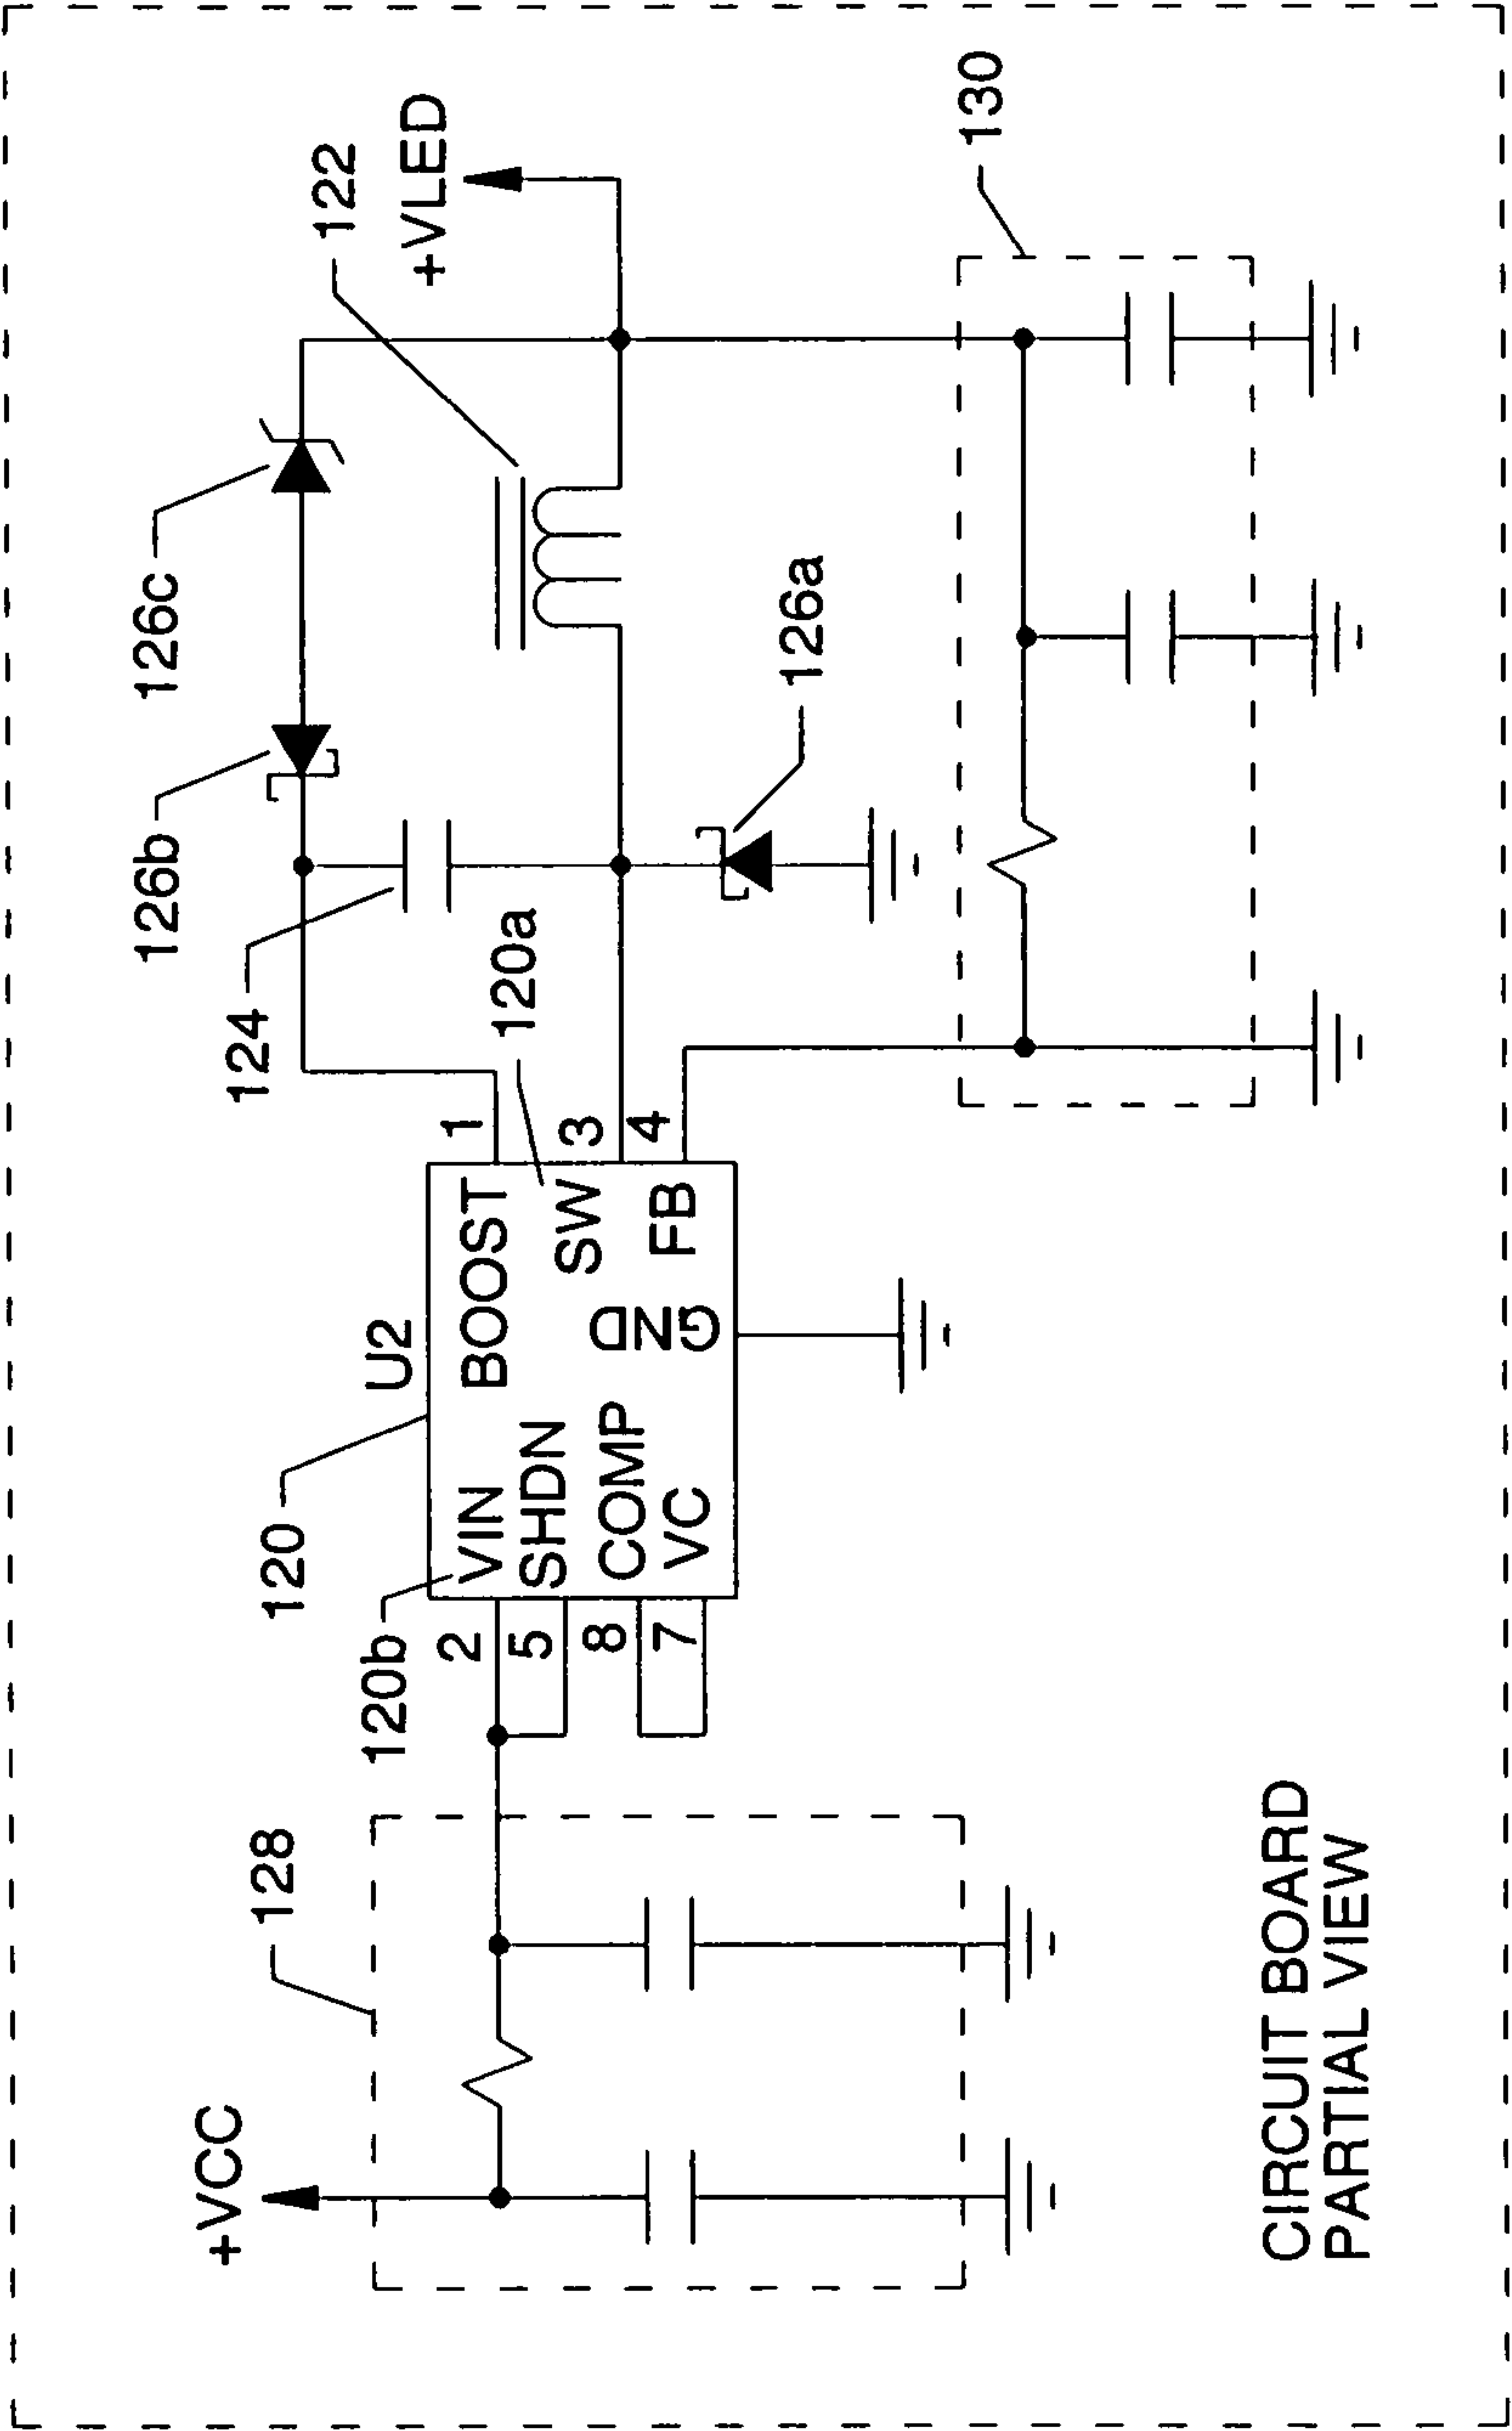 +VCC
128
120b
120
U2
2
5
8
7
VIN
SHDN
COMP
VC
BOOST
SW
FB
GND
1
3
4
120a
124
126b
126c
122
+VLED
126a
130
CIRCUIT BOARD
PARTIAL VIEW